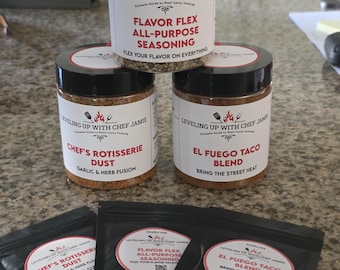 FLAVOR FLEX
ALL-PURPOSE
SEASONING
FLEX YOUR FLAVOR ON EVERYTHING.
LEVELING UP WITH CHEF JAMIE
CHEF'S ROTISSERIE
DUST
GARLIC & HERB FUSION
LEVELING UP WITH CHEF JAMIE
EL FUEGO TACO
BLEND
BRING THE STREET HEAT
CHEF'S ROTISSERIE
DUST
FLAVOR FLEX
ALL-PURPOSE
SEASONING
EL FUEGO TACO
BLEND